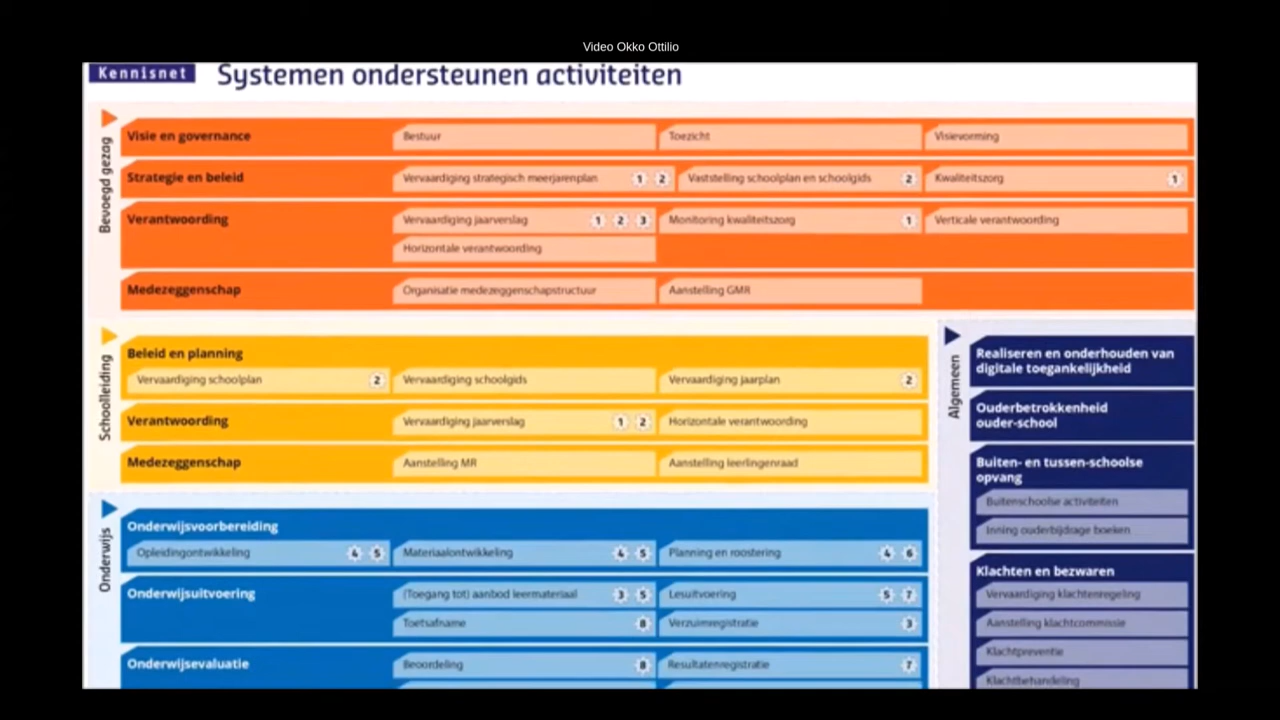 Video Okko Ottilio
Kennisnet
Systemen ondersteunen activiteiten
Bevoegd gezag
Visie en governance
Bestuur
Toezicht
Visievorming
Strategie en beleid
Vervaardiging strategisch meerjarenplan 1 2
Vaststelling schoolplan en schoolgids 2
Kwaliteitszorg 1
Verantwoording
Vervaardiging jaarverslag 1 2 3
Monitoring kwaliteitszorg 1
Verticale verantwoording
Horizontale verantwoording
Medezeggenschap
Organisatie medezeggenschapstructuur
Aanstelling GMR
Schoolleiding
Beleid en planning
Vervaardiging schoolplan 2
Vervaardiging schoolgids
Vervaardiging jaarplan 2
Verantwoording
Vervaardiging jaarverslag 1 2
Horizontale verantwoording
Medezeggenschap
Aanstelling MR
Aanstelling leerlingenraad
Onderwijs
Onderwijsvoorbereiding
Opleidingontwikkeling 4 5
Materiaalontwikkeling 4 5
Planning en roostering 4 6
Onderwijsuitvoering
(Toegang tot) aanbod leermateriaal 3 5
Lesuitvoering 5 7
Toetsafname 8
Verzuimregistratie 3
Onderwijsevaluatie
Beoordeling 8
Resultatenregistratie 7
Algemeen
Realiseren en onderhouden van
digitale toegankelijkheid
Ouderbetrokkenheid
ouder-school
Buiten- en tussen-schoolse
opvang
Buitenschoolse activiteiten
Inning ouderbijdrage boeken
Klachten en bezwaren
Vervaardiging klachtenregeling
Aanstelling klachtcommissie
Klachtpreventie
Klachtbehandeling